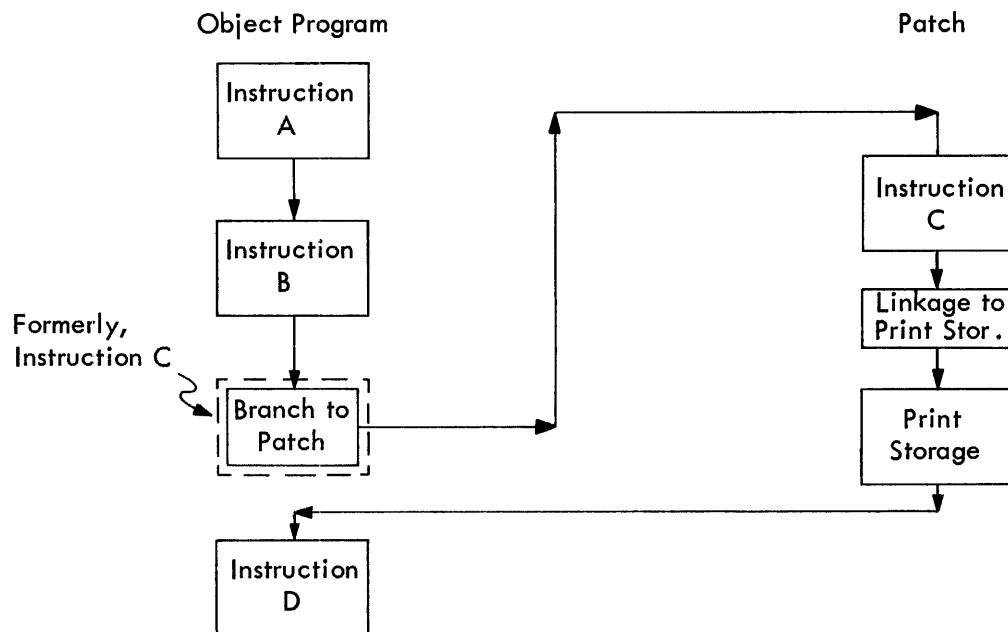 Object Program
Patch
Instruction
A
Instruction
B
Formerly,
Instruction C
Branch to
Patch
Instruction
D
Instruction
C
Linkage to
Print Stor.
Print
Storage